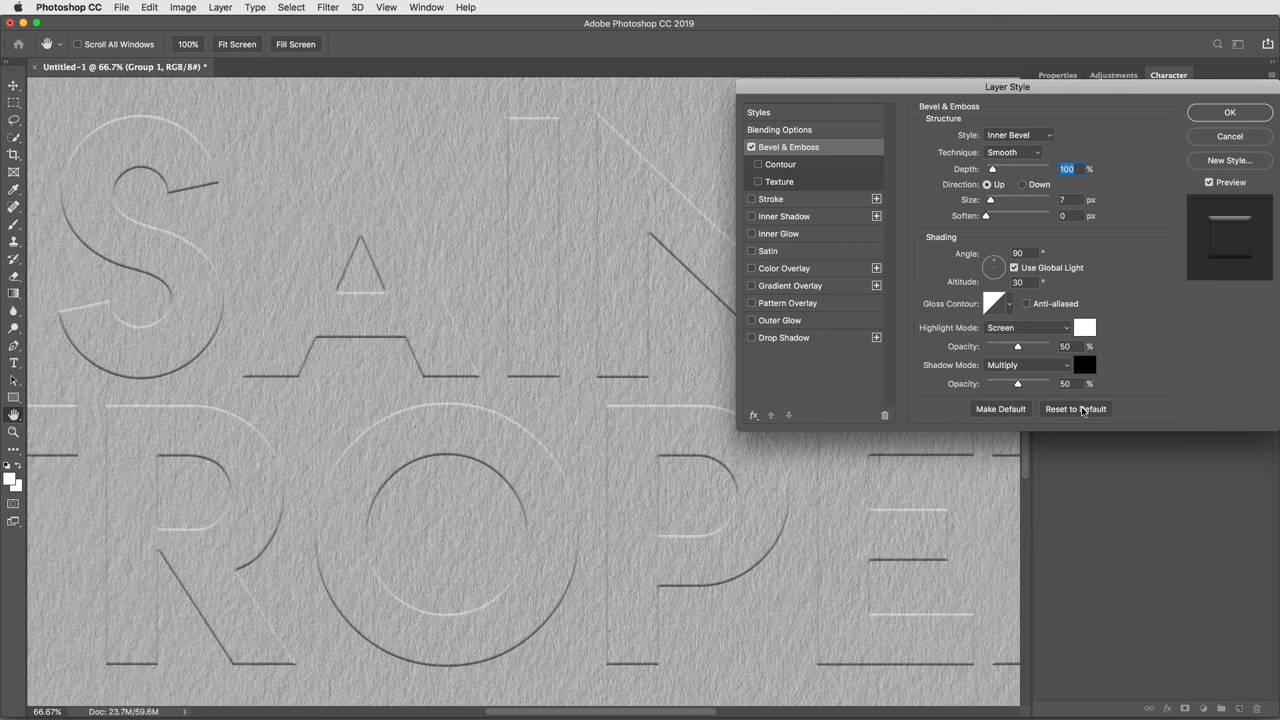 Photoshop CC File Edit Image Layer Type Select Filter 3D View Window Help
Adobe Photoshop CC 2019
Scroll All Windows 100% Fit Screen Fill Screen
Untitled-1 @ 66.7% (Group 1, RGB/8#) *
Properties Adjustments Character
Layer Style
Styles
Blending Options
Bevel & Emboss
Contour
Texture
Stroke
Inner Shadow
Inner Glow
Satin
Color Overlay
Gradient Overlay
Pattern Overlay
Outer Glow
Drop Shadow
fx
Bevel & Emboss
Structure
Style: Inner Bevel
Technique: Smooth
Depth: 100 %
Direction: Up Down
Size: 7 px
Soften: 0 px
Shading
Angle: 90 °
Use Global Light
Altitude: 30 °
Gloss Contour: Anti-aliased
Highlight Mode: Screen
Opacity: 50 %
Shadow Mode: Multiply
Opacity: 50 %
Make Default Reset to Default
OK
Cancel
New Style...
Preview
SA
ROPE
66.67% Doc: 23.7M/59.6M
fx